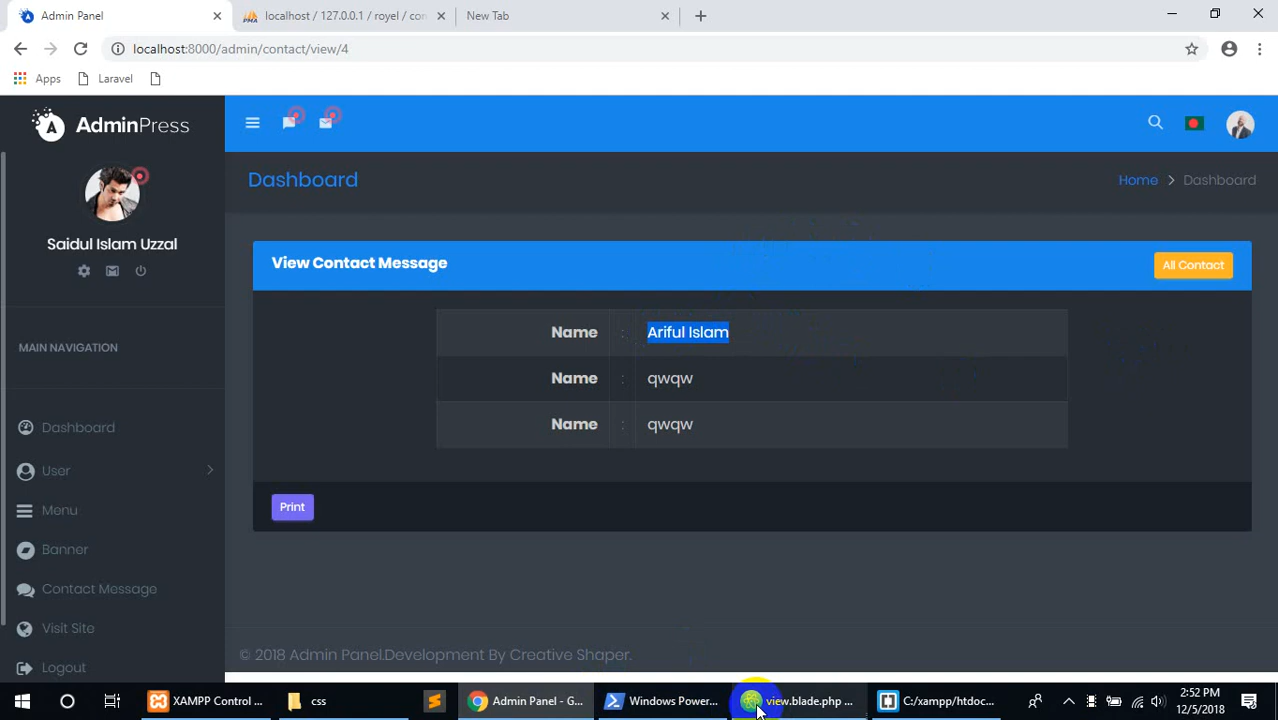 Admin Panel
localhost / 127.0.0.1 / royel / con
New Tab
localhost:8000/admin/contact/view/4
Apps
Laravel
AdminPress
Dashboard
Home > Dashboard
Saidul Islam Uzzal
View Contact Message
All Contact
Name : Ariful Islam
Name : qwqw
Name : qwqw
Print
MAIN NAVIGATION
Dashboard
User
Menu
Banner
Contact Message
Visit Site
Logout
© 2018 Admin Panel.Development By Creative Shaper.
XAMPP Control ...
css
Admin Panel - G...
Windows Power...
view.blade.php ...
C:/xampp/htdoc...
2:52 PM
12/5/2018